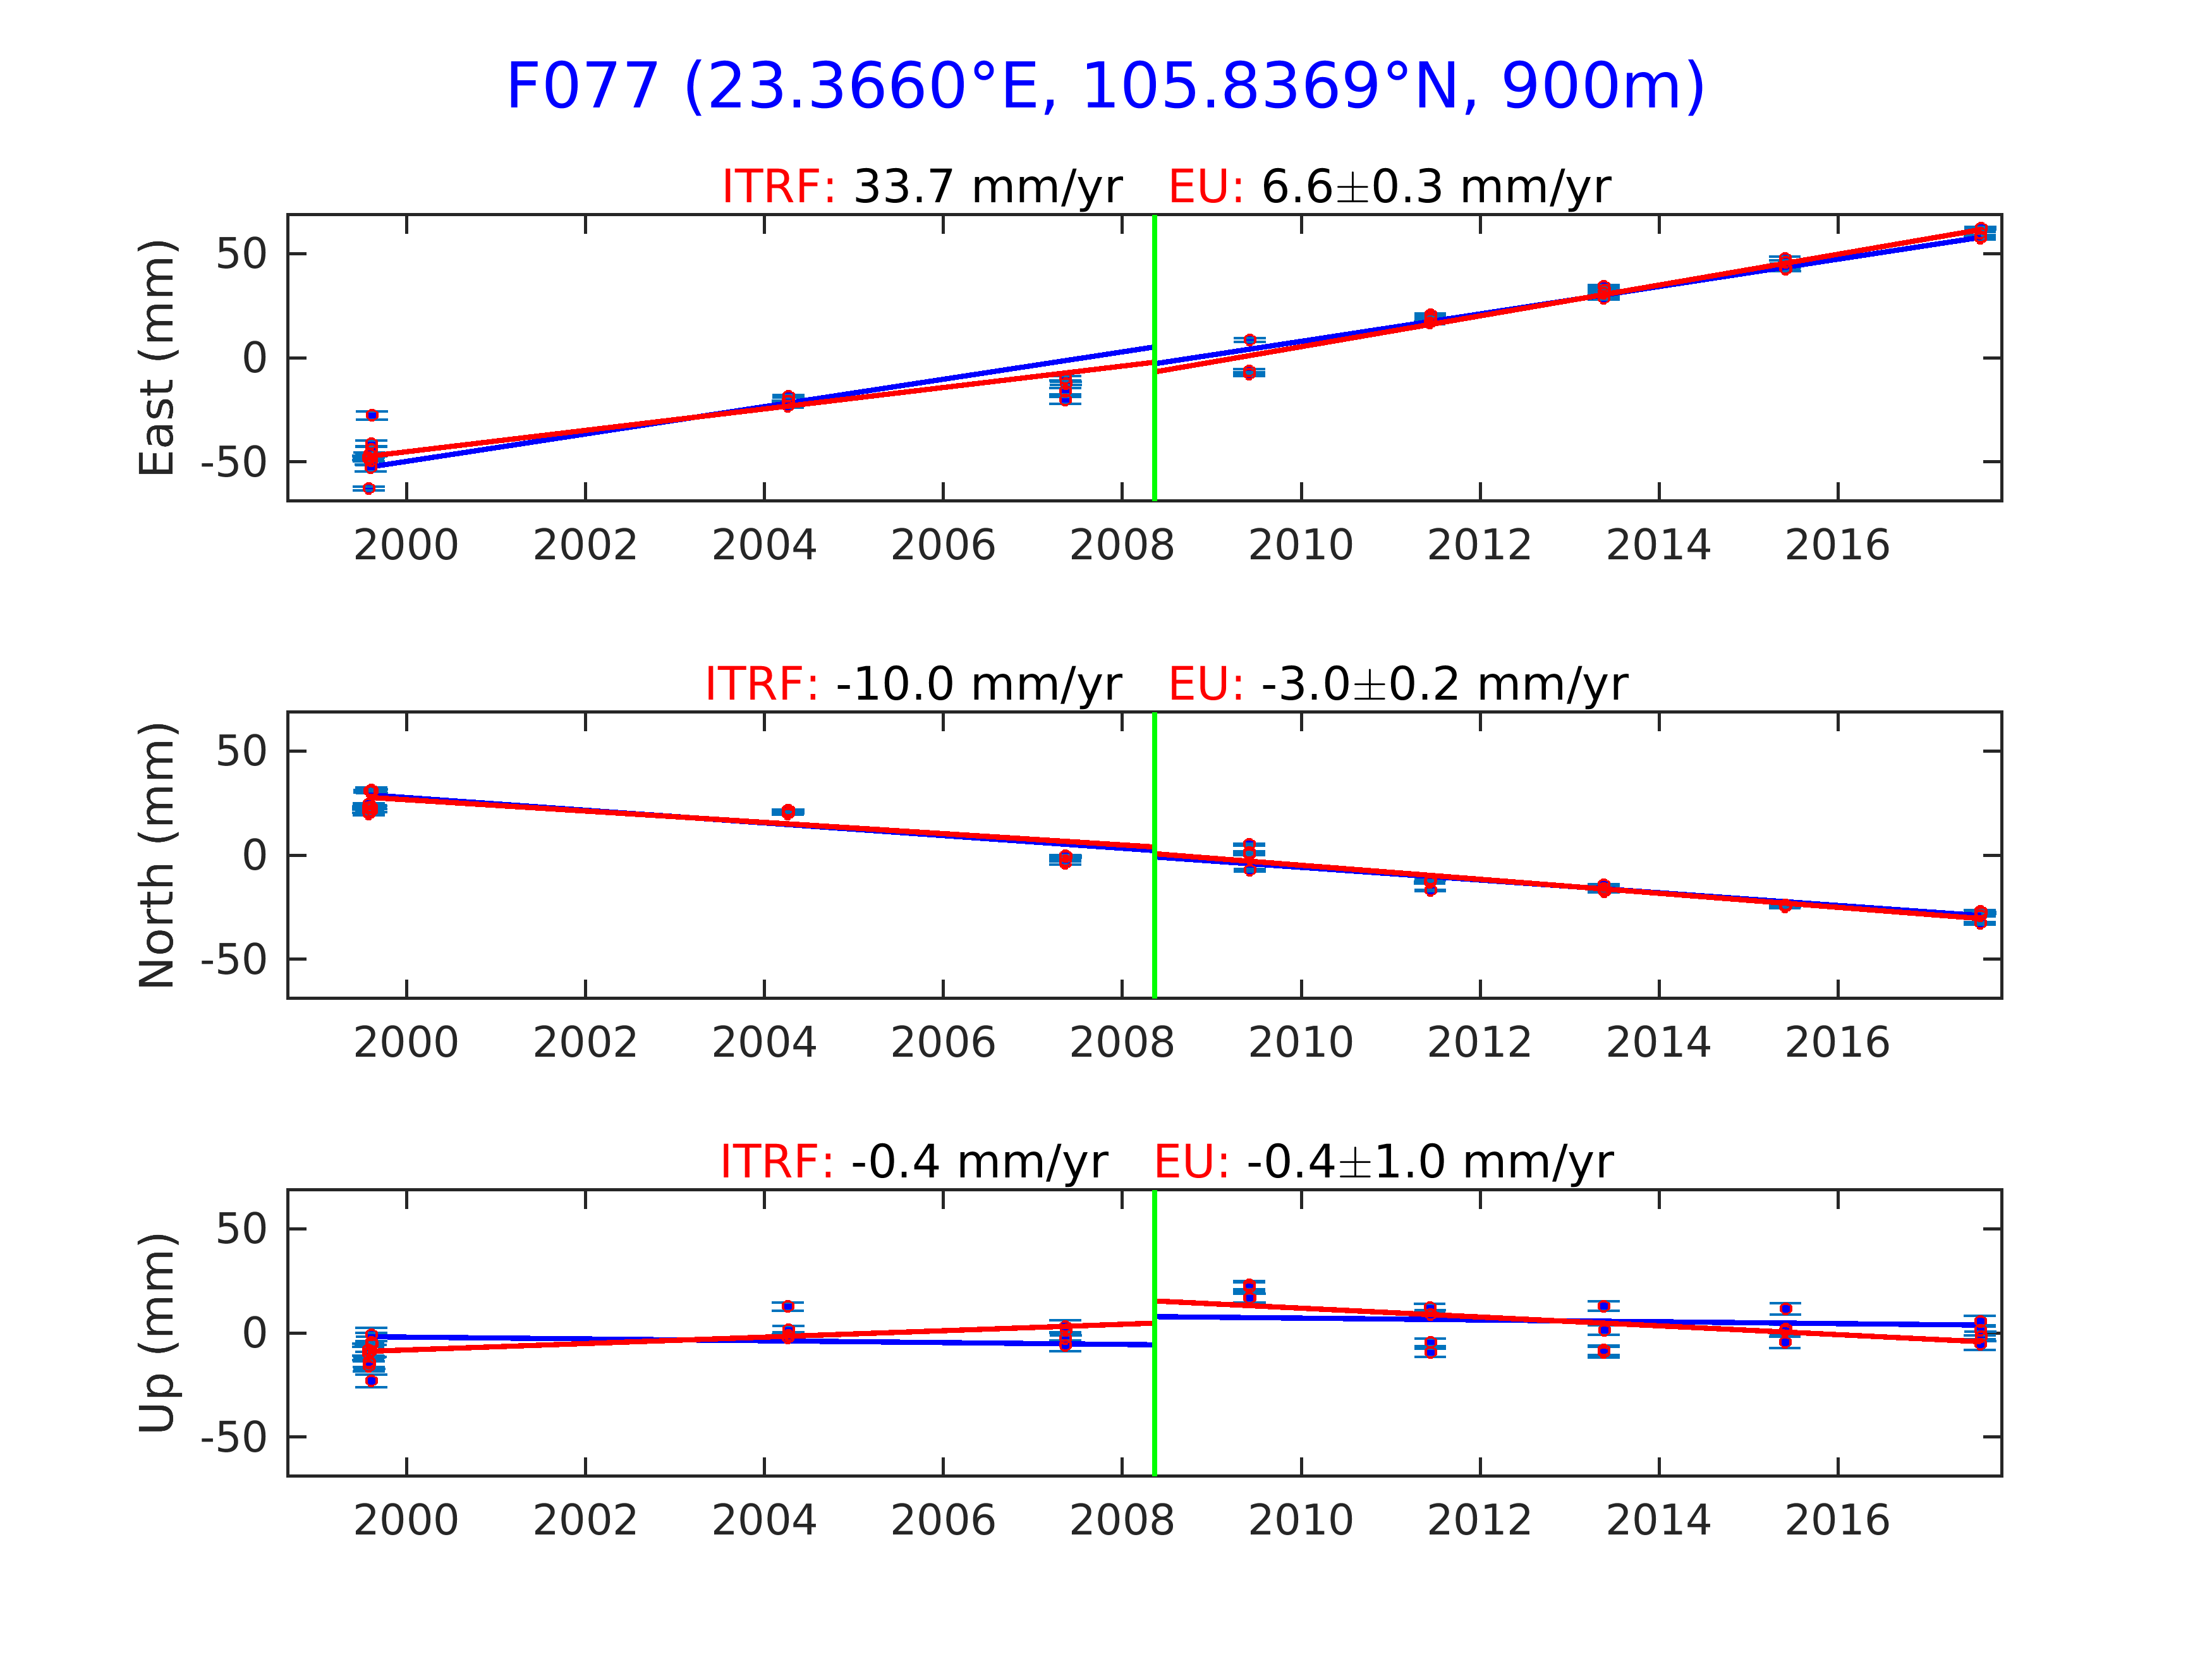 F077 (23.3660°E, 105.8369°N, 900m)
ITRF: 33.7 mm/yr EU: 6.6±0.3 mm/yr
East (mm)
50
0
-50
2000 2002 2004 2006 2008 2010 2012 2014 2016
ITRF: -10.0 mm/yr EU: -3.0±0.2 mm/yr
North (mm)
50
0
-50
2000 2002 2004 2006 2008 2010 2012 2014 2016
ITRF: -0.4 mm/yr EU: -0.4±1.0 mm/yr
Up (mm)
50
0
-50
2000 2002 2004 2006 2008 2010 2012 2014 2016